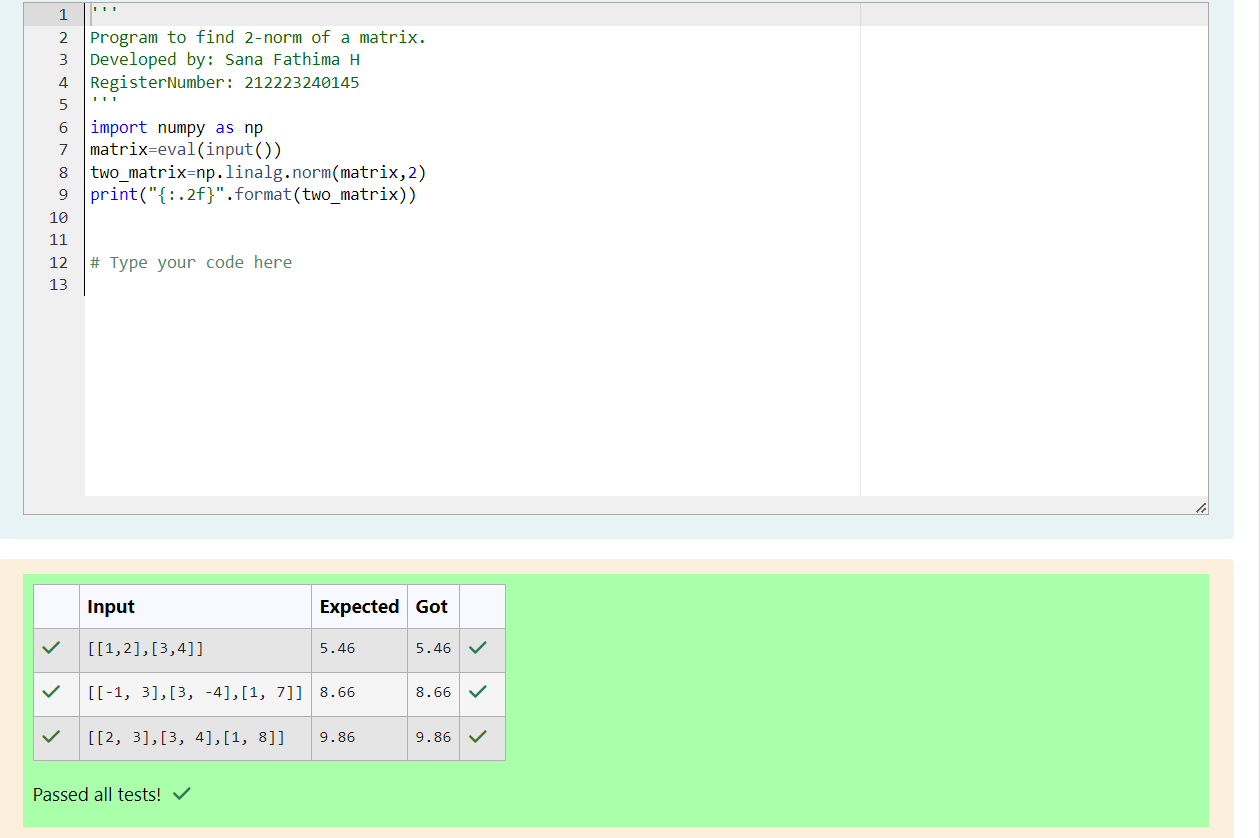 1 '''
2 Program to find 2-norm of a matrix.
3 Developed by: Sana Fathima H
4 RegisterNumber: 212223240145
5 '''
6 import numpy as np
7 matrix=eval(input())
8 two_matrix=np.linalg.norm(matrix,2)
9 print("{:.2f}".format(two_matrix))
10
11
12 # Type your code here
13
Input Expected Got
[[1,2],[3,4]] 5.46 5.46
[[-1, 3],[3, -4],[1, 7]] 8.66 8.66
[[2, 3],[3, 4],[1, 8]] 9.86 9.86
Passed all tests!